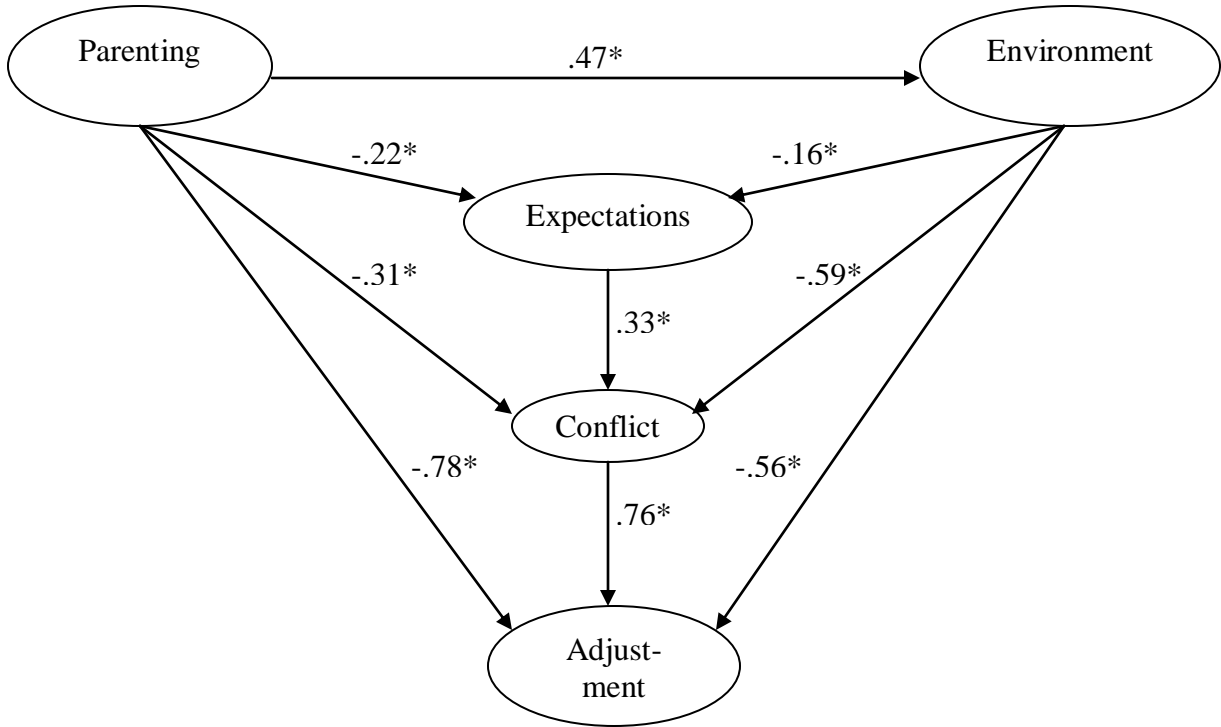 Parenting
.47*
Environment
-.22*
-.16*
Expectations
-.31*
-.59*
.33*
Conflict
-.78*
-.56*
.76*
Adjust-
ment